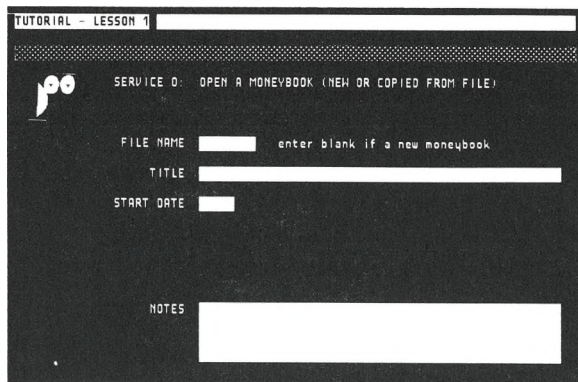 TUTORIAL - LESSON 1
SERVICE O: OPEN A MONEYBOOK (NEW OR COPIED FROM FILE)
FILE NAME enter blank if a new moneybook
TITLE
START DATE
NOTES